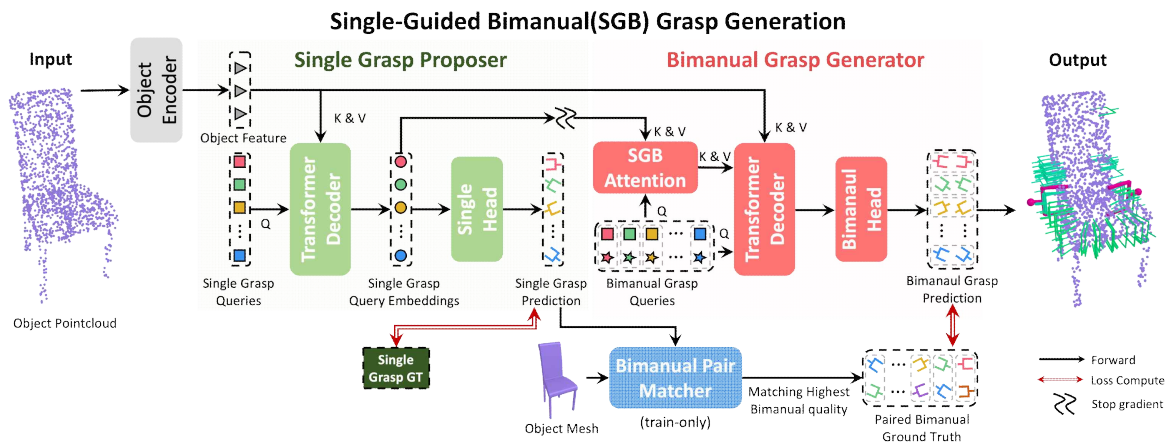 Single-Guided Bimanual(SGB) Grasp Generation
Input
Object
Encoder
Single Grasp Proposer
Bimanual Grasp Generator
Output
Object Feature
K & V
K & V
K & V
K & V
SGB
Attention
Transformer
Decoder
Single
Head
Transformer
Decoder
Bimanaul
Head
Q
Q
Q
Single Grasp
Queries
Single Grasp
Query Embeddings
Single Grasp
Prediction
Bimanual Grasp
Queries
Bimanaul Grasp
Prediction
Object Pointcloud
Single
Grasp GT
Bimanual Pair
Matcher
(train-only)
Object Mesh
Matching Highest
Bimanual quality
Paired Bimanual
Ground Truth
Forward
Loss Compute
Stop gradient